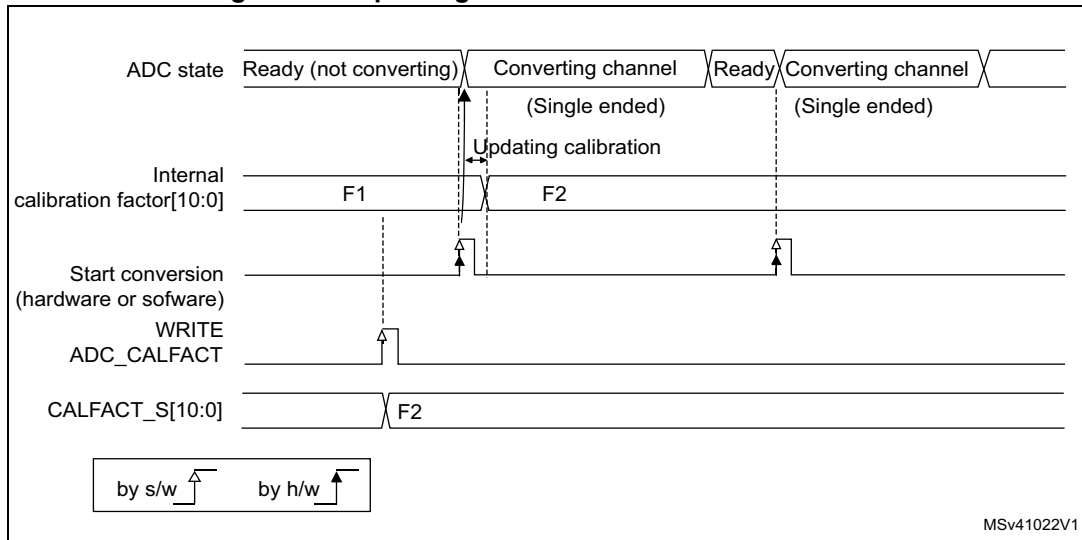 ADC state
Ready (not converting)
Converting channel
Ready
Converting channel
(Single ended)
(Single ended)
Updating calibration
Internal
calibration factor[10:0]
F1
F2
Start conversion
(hardware or sofware)
WRITE
ADC_CALFACT
CALFACT_S[10:0]
F2
by s/w
by h/w
MSv41022V1